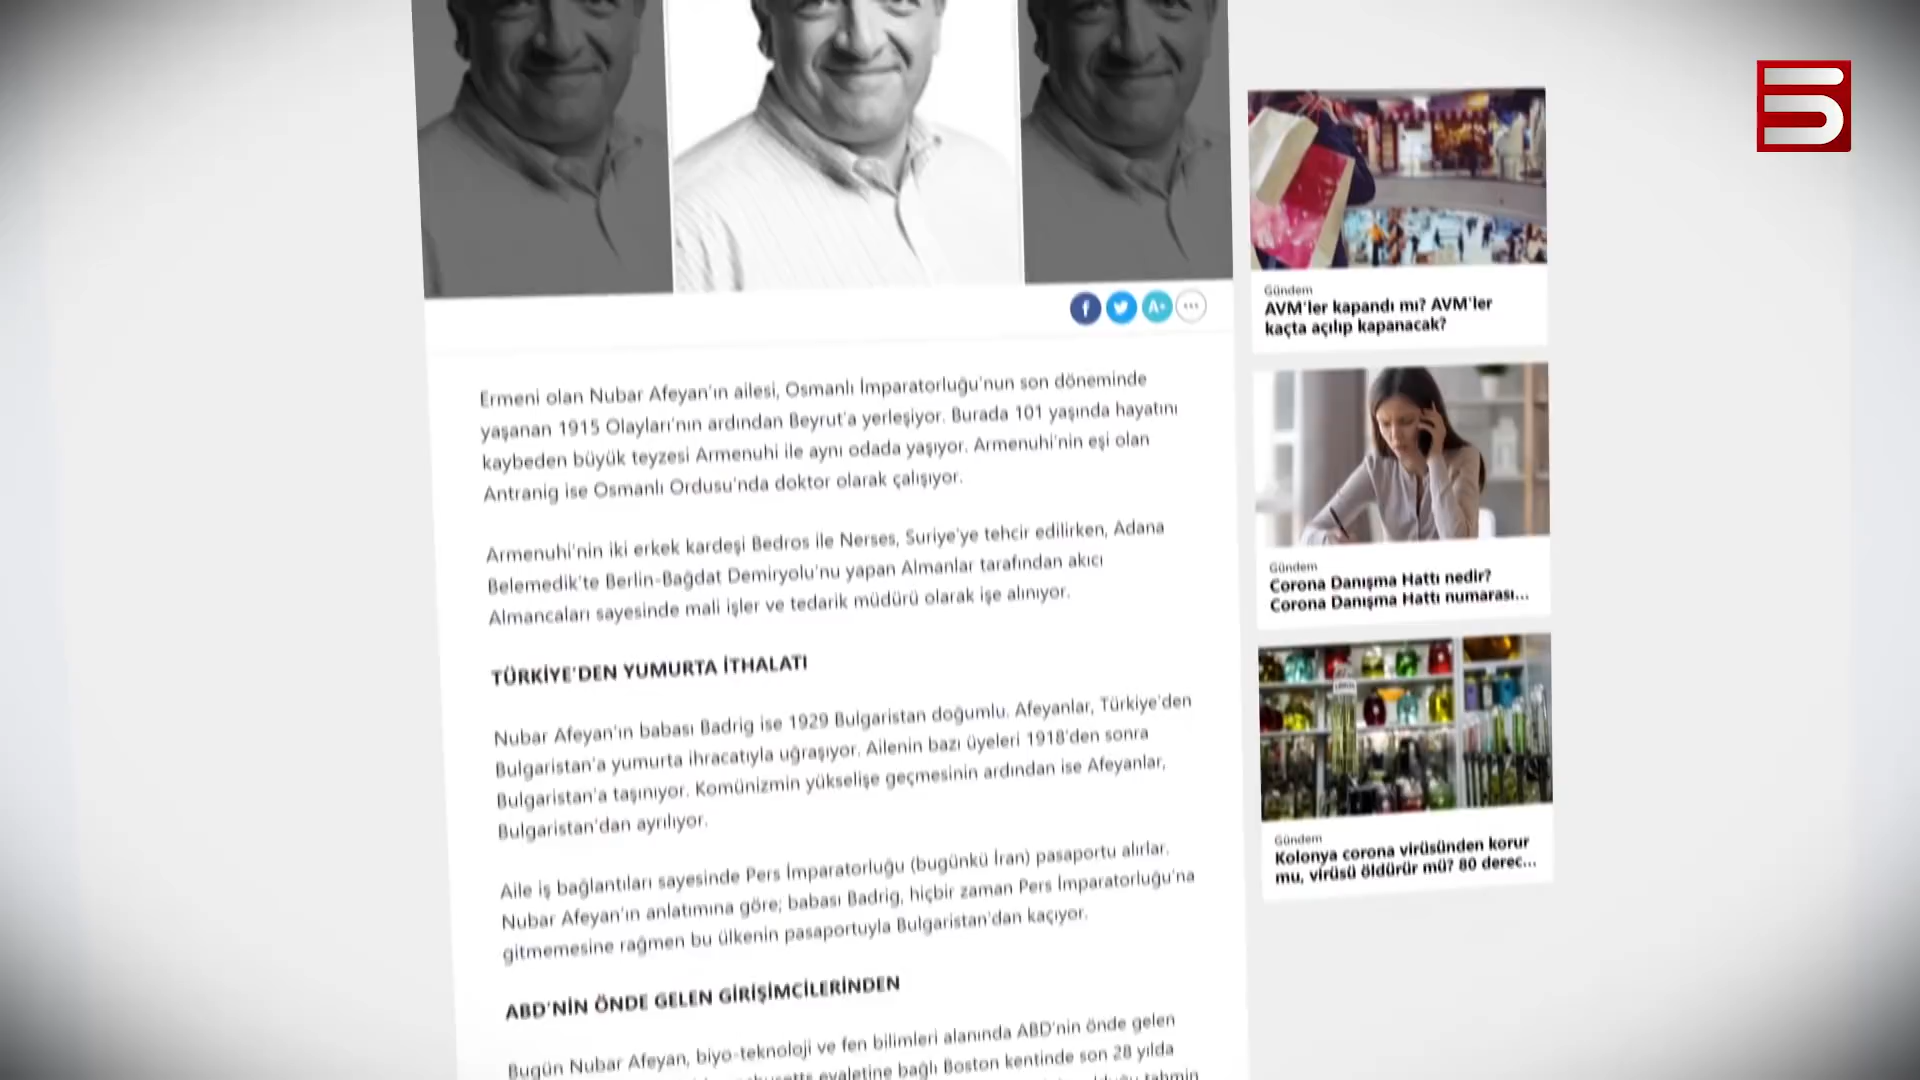 Ermeni olan Nubar Afeyan'ın ailesi, Osmanlı İmparatorluğu'nun son döneminde
yaşanan 1915 Olayları'nın ardından Beyrut'a yerleşiyor. Burada 101 yaşında hayatını
kaybeden büyük teyzesi Armenuhi ile aynı odada yaşıyor. Armenuhi'nin eşi olan
Antranig ise Osmanlı Ordusu'nda doktor olarak çalışıyor.
Armenuhi'nin iki erkek kardeşi Bedros ile Nerses, Suriye'ye tehcir edilirken, Adana
Belemedik'te Berlin-Bağdat Demiryolu'nu yapan Almanlar tarafından akıcı
Almancaları sayesinde mali işler ve tedarik müdürü olarak işe alınıyor.
TÜRKİYE'DEN YUMURTA İTHALATI
Nubar Afeyan'ın babası Badrig ise 1929 Bulgaristan doğumlu. Afeyanlar, Türkiye'den
Bulgaristan'a yumurta ihracatıyla uğraşıyor. Ailenin bazı üyeleri 1918'den sonra
Bulgaristan'a taşınıyor. Komünizmin yükselişe geçmesinin ardından ise Afeyanlar,
Bulgaristan'dan ayrılıyor.
Aile iş bağlantıları sayesinde Pers İmparatorluğu (bugünkü İran) pasaportu alırlar.
Nubar Afeyan'ın anlatımına göre; babası Badrig, hiçbir zaman Pers İmparatorluğu'na
gitmemesine rağmen bu ülkenin pasaportuyla Bulgaristan'dan kaçıyor.
ABD'NİN ÖNDE GELEN GİRİŞİMCİLERİNDEN
Bugün Nubar Afeyan, biyo-teknoloji ve fen bilimleri alanında ABD'nin önde gelen
eyaletine bağlı Boston kentinde son 28 yılda
tahmin
f
A+
Gündem
AVM'ler kapandı mı? AVM'ler
kaçta açılıp kapanacak?
Gündem
Corona Danışma Hattı nedir?
Corona Danışma Hattı numarası...
Gündem
Kolonya corona virüsünden korur
mu, virüsü öldürür mü? 80 derec...
5